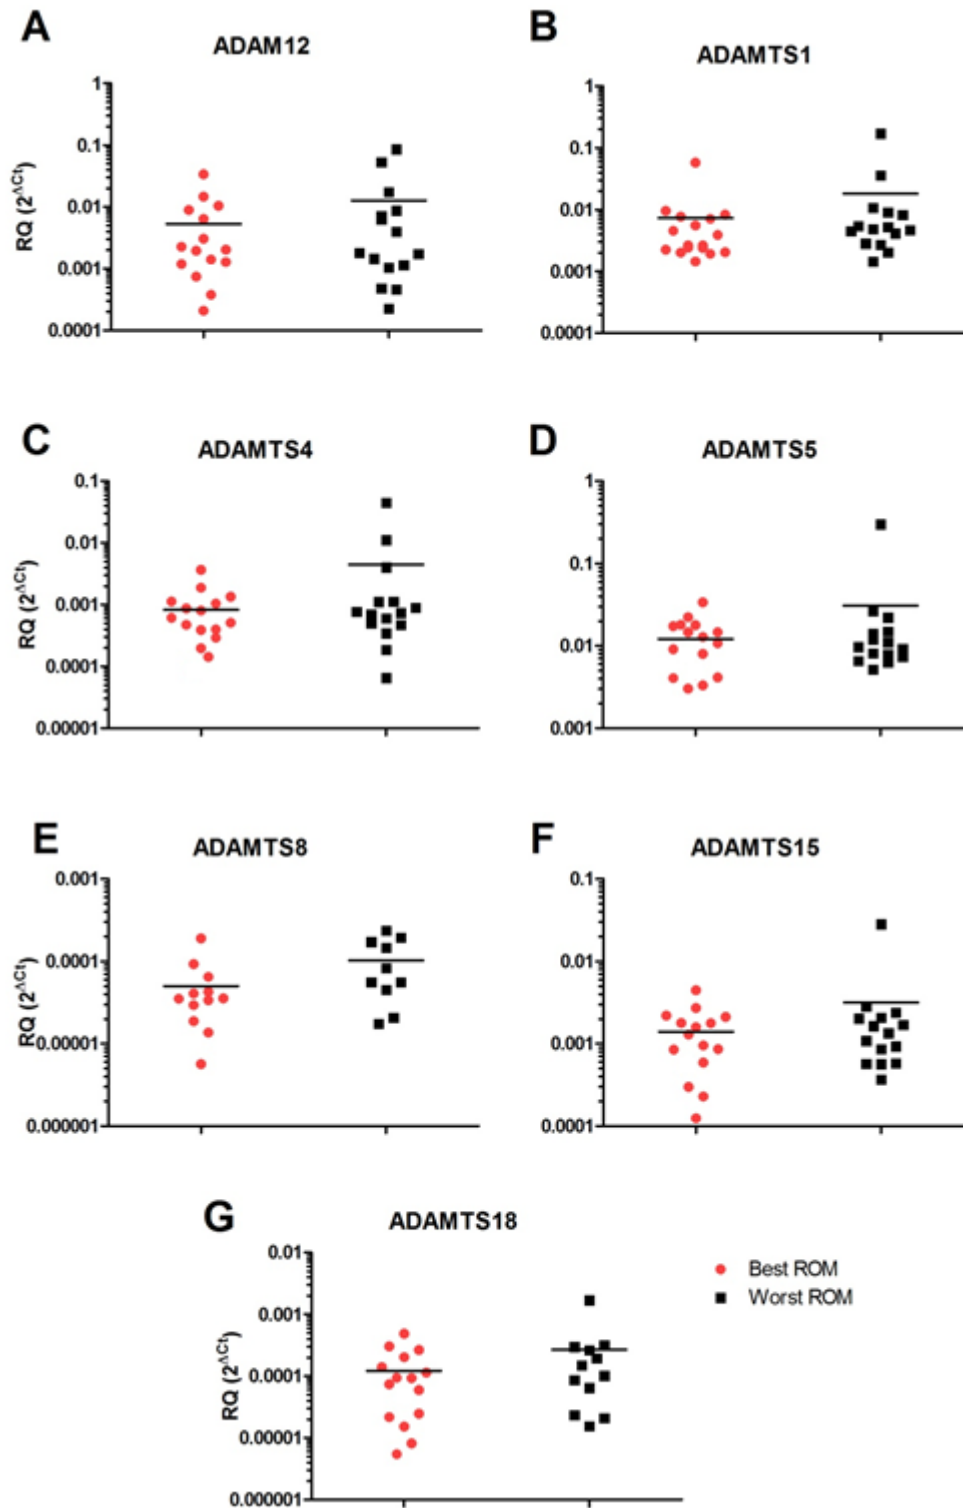 A
ADAM12
RQ (2^ΔCt)
1
0.1
0.01
0.001
0.0001
B
ADAMTS1
1
0.1
0.01
0.001
0.0001
C
ADAMTS4
RQ (2^ΔCt)
0.1
0.01
0.001
0.0001
0.00001
D
ADAMTS5
1
0.1
0.01
0.001
E
ADAMTS8
RQ (2^ΔCt)
0.001
0.0001
0.00001
0.000001
F
ADAMTS15
0.1
0.01
0.001
0.0001
G
ADAMTS18
RQ (2^ΔCt)
0.01
0.001
0.0001
0.00001
0.000001
Best ROM
Worst ROM